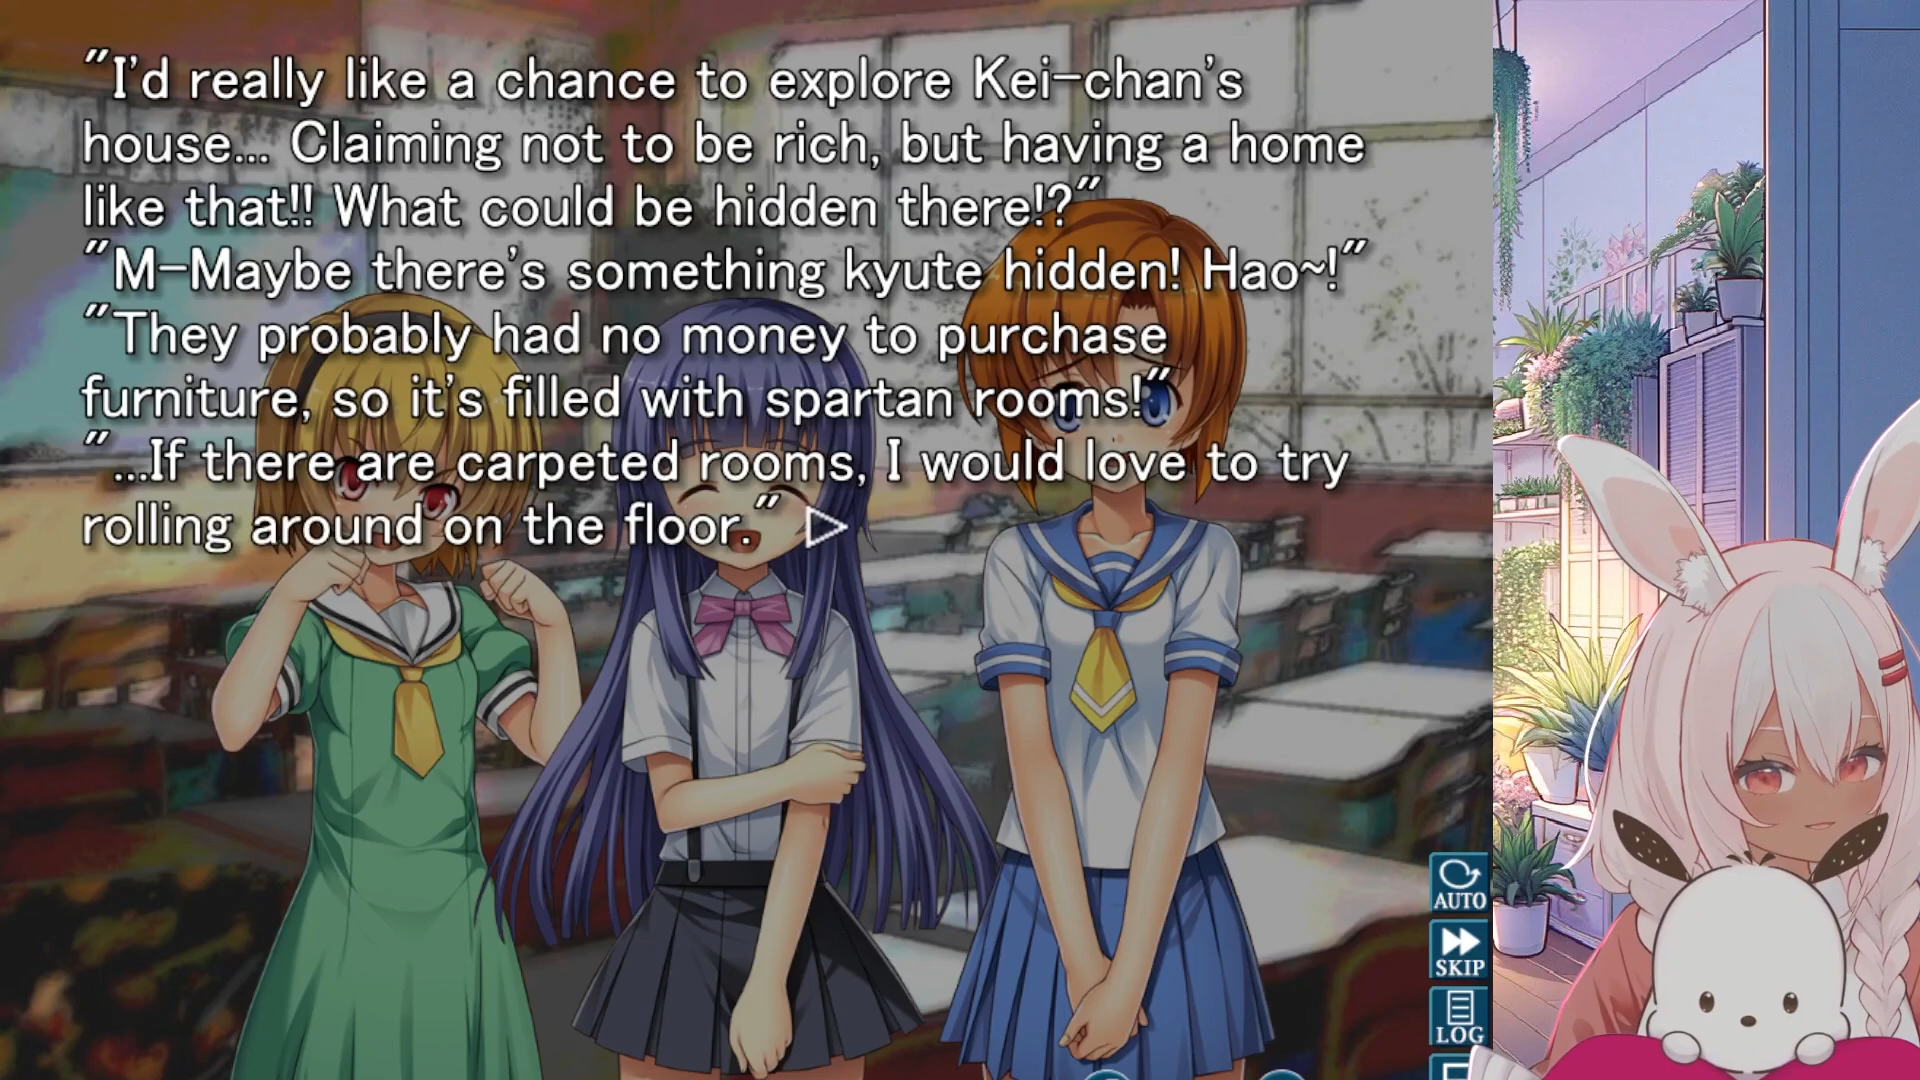 "I'd really like a chance to explore Kei-chan's
house... Claiming not to be rich, but having a home
like that!! What could be hidden there!?"
"M-Maybe there's something kyute hidden! Hao~!"
"They probably had no money to purchase
furniture, so it's filled with spartan rooms!"
"...If there are carpeted rooms, I would love to try
rolling around on the floor."
AUTO
SKIP
LOG